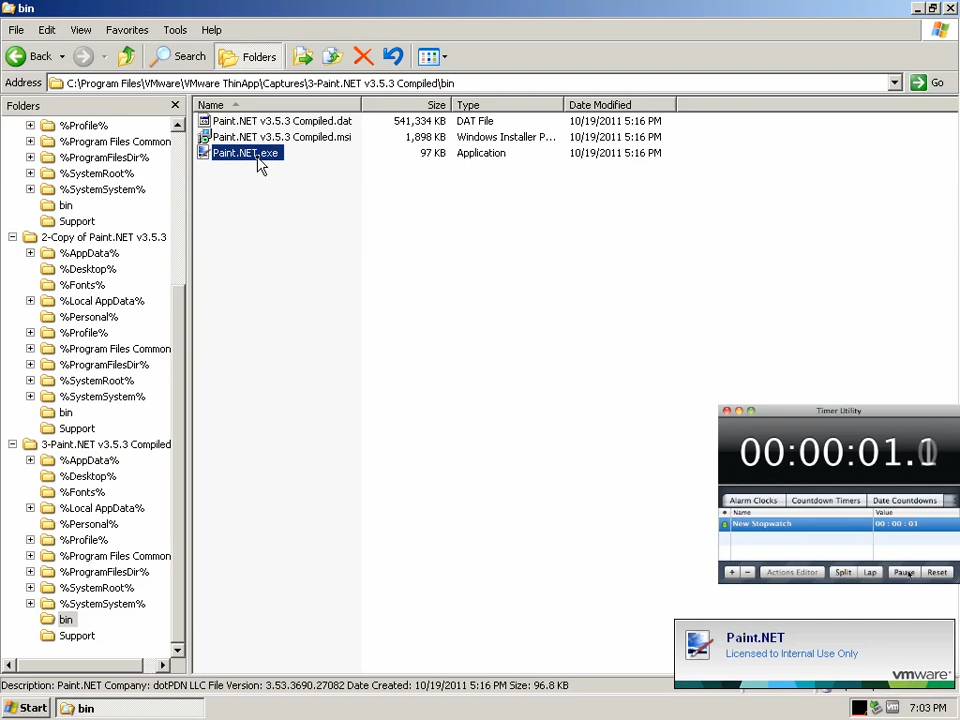 bin
File Edit View Favorites Tools Help
Back Search Folders
Address C:\Program Files\VMware\VMware ThinApp\Captures\3-Paint.NET v3.5.3 Compiled\bin Go
Folders
%Profile%
%Program Files Common
%ProgramFilesDir%
%SystemRoot%
%SystemSystem%
bin
Support
2-Copy of Paint.NET v3.5.3
%AppData%
%Desktop%
%Fonts%
%Local AppData%
%Personal%
%Profile%
%Program Files Common
%ProgramFilesDir%
%SystemRoot%
%SystemSystem%
bin
Support
3-Paint.NET v3.5.3 Compiled
%AppData%
%Desktop%
%Fonts%
%Local AppData%
%Personal%
%Profile%
%Program Files Common
%ProgramFilesDir%
%SystemRoot%
%SystemSystem%
bin
Support
Name Size Type Date Modified
Paint.NET v3.5.3 Compiled.dat 541,334 KB DAT File 10/19/2011 5:16 PM
Paint.NET v3.5.3 Compiled.msi 1,898 KB Windows Installer P... 10/19/2011 5:16 PM
Paint.NET.exe 97 KB Application 10/19/2011 5:16 PM
Timer Utility
00:00:01.
Alarm Clocks Countdown Timers Date Countdowns
Name Value
New Stopwatch 00 : 00 : 01
+ - Actions Editor Split Lap Pause Reset
Paint.NET
Licensed to Internal Use Only
vmware
Description: Paint.NET Company: dotPDN LLC File Version: 3.53.3690.27082 Date Created: 10/19/2011 5:16 PM Size: 96.8 KB
Start bin vm 7:03 PM